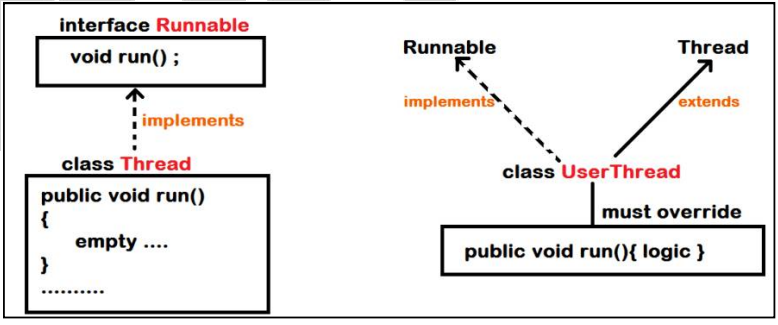 interface Runnable
void run() ;
implements
class Thread
public void run()
{
empty ....
}
..........
Runnable
Thread
implements
extends
class UserThread
must override
public void run(){ logic }